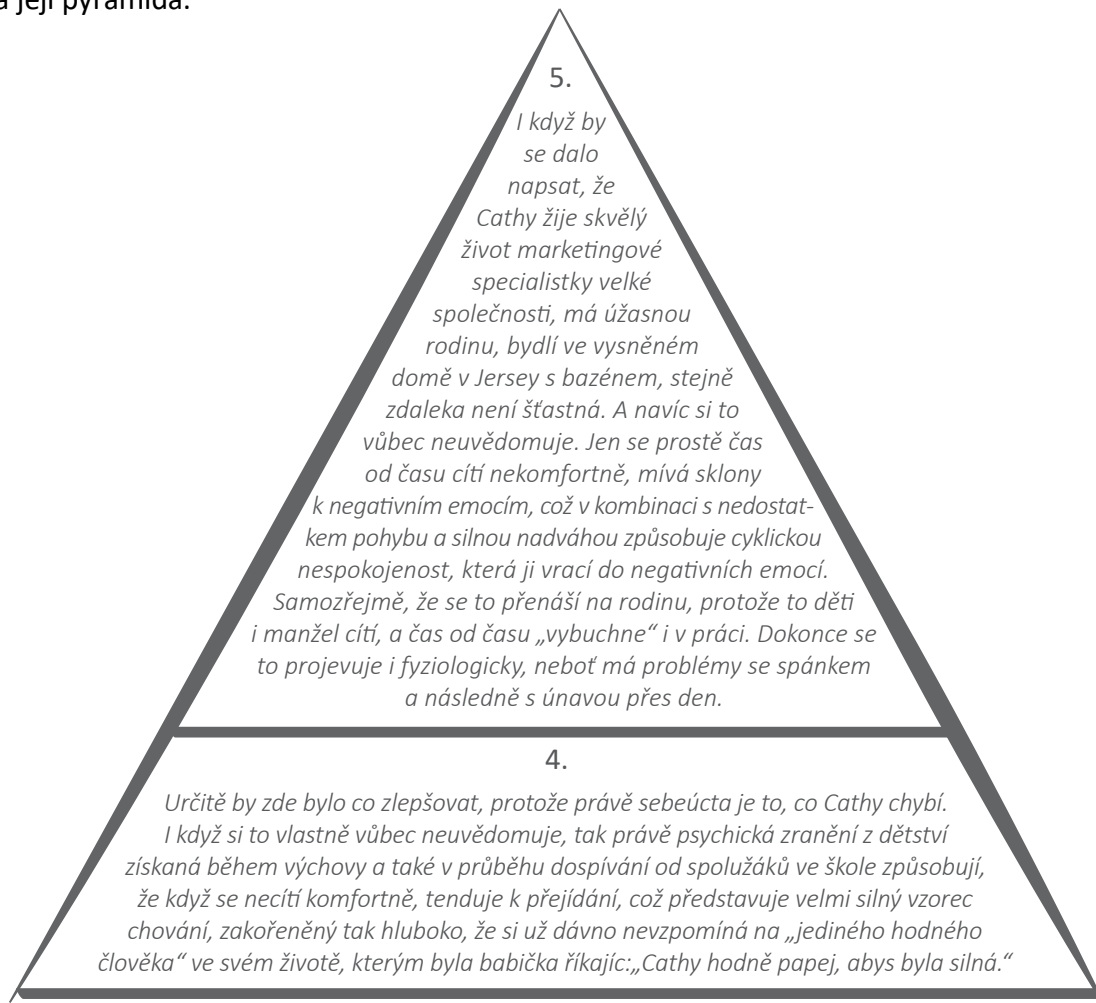 její pyramida:
5.
I když by
se dalo
napsat, že
Cathy žije skvělý
život marketingové
specialistky velké
společnosti, má úžasnou
rodinu, bydlí ve vysněném
domě v Jersey s bazénem, stejně
zdaleka není šťastná. A navíc si to
vůbec neuvědomuje. Jen se prostě čas
od času cítí nekomfortně, mívá sklony
k negativním emocím, což v kombinaci s nedostat-
kem pohybu a silnou nadváhou způsobuje cyklickou
nespokojenost, která ji vrací do negativních emocí.
Samozřejmě, že se to přenáší na rodinu, protože to děti
i manžel cítí, a čas od času „vybuchne“ i v práci. Dokonce se
to projevuje i fyziologicky, neboť má problémy se spánkem
a následně s únavou přes den.
4.
Určitě by zde bylo co zlepšovat, protože právě sebeúcta je to, co Cathy chybí.
I když si to vlastně vůbec neuvědomuje, tak právě psychická zranění z dětství
získaná během výchovy a také v průběhu dospívání od spolužáků ve škole způsobují,
že když se necítí komfortně, tenduje k přejídání, což představuje velmi silný vzorec
chování, zakořeněný tak hluboko, že si už dávno nevzpomíná na „jediného hodného
člověka“ ve svém životě, kterým byla babička říkajíc:„Cathy hodně papej, abys byla silná.“